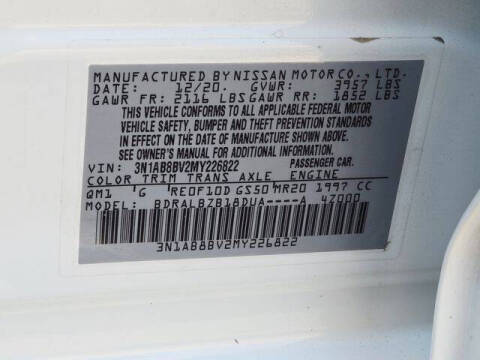 MANUFACTURED BY NISSAN MOTOR CO., LTD.
DATE: 12/20. GVWR: 3957 LBS
GAWR FR: 2116 LBS GAWR RR: 1852 LBS
THIS VEHICLE CONFORMS TO ALL APPLICABLE FEDERAL MOTOR
VEHICLE SAFETY, BUMPER AND THEFT PREVENTION STANDARDS
IN EFFECT ON THE DATE OF MANUFACTURE SHOWN ABOVE.
SEE OWNER'S MANUAL FOR ADDITIONAL INFORMATION.
VIN: 3N1AB8BV2MY226822 PASSENGER CAR.
COLOR TRIM TRANS AXLE ENGINE
QM1 G RE0F10D GS50 MR20 1997 CC
MODEL: BDRALBZB18DUA----A 4Z000
3N1AB8BV2MY226822